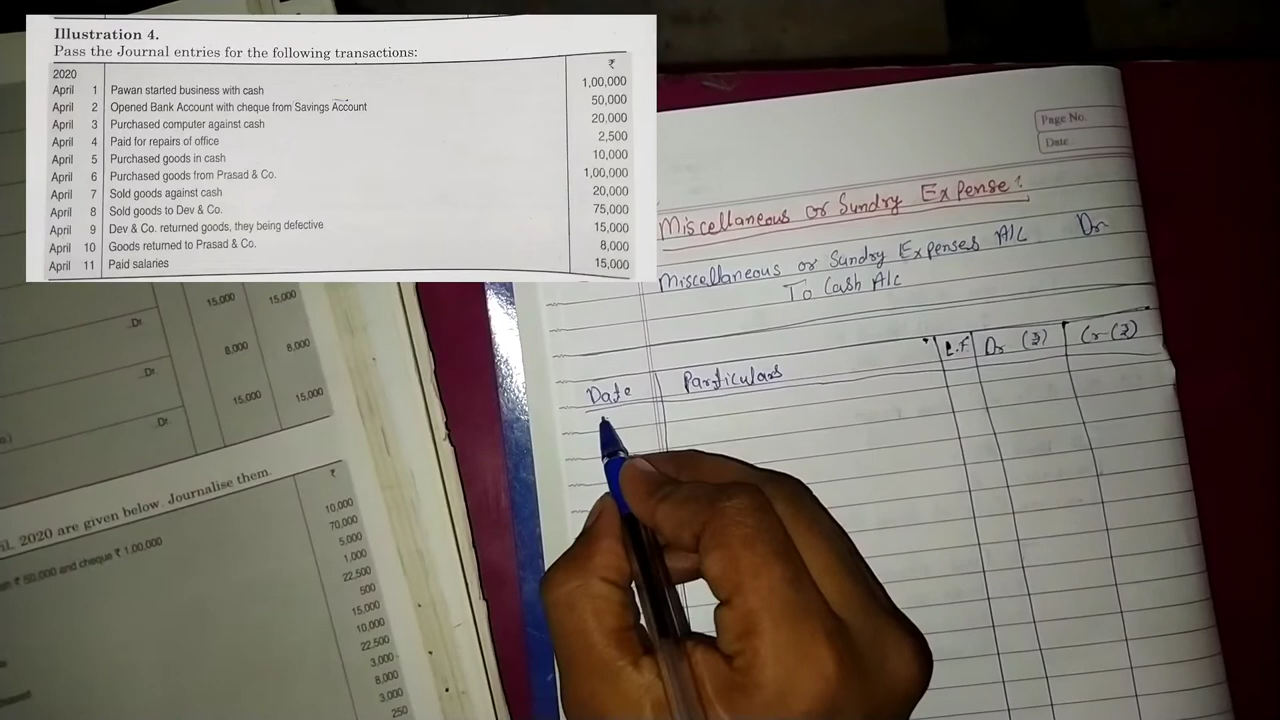 Illustration 4.
Pass the Journal entries for the following transactions:
2020 ₹
April 1 Pawan started business with cash 1,00,000
April 2 Opened Bank Account with cheque from Savings Account 50,000
April 3 Purchased computer against cash 20,000
April 4 Paid for repairs of office 2,500
April 5 Purchased goods in cash 10,000
April 6 Purchased goods from Prasad & Co. 1,00,000
April 7 Sold goods against cash 20,000
April 8 Sold goods to Dev & Co. 75,000
April 9 Dev & Co. returned goods, they being defective 15,000
April 10 Goods returned to Prasad & Co. 8,000
April 11 Paid salaries 15,000
Page No.
Date
Miscellaneous or Sundry Expense:
Miscellaneous or Sundry Expenses A/c Dr
To Cash A/c
Date Particulars L.F. Dr (₹) Cr (₹)
15,000 15,000
..Dr.
8,000 8,000
..Dr.
15,000 15,000
..Dr
2020 are given below. Journalise them.
₹
₹ 50,000 and cheque ₹ 1,00,000
10,000
70,000
5,000
1,000
22,500
500
15,000
10,000
22,500
3,000
8,000
3,000
250